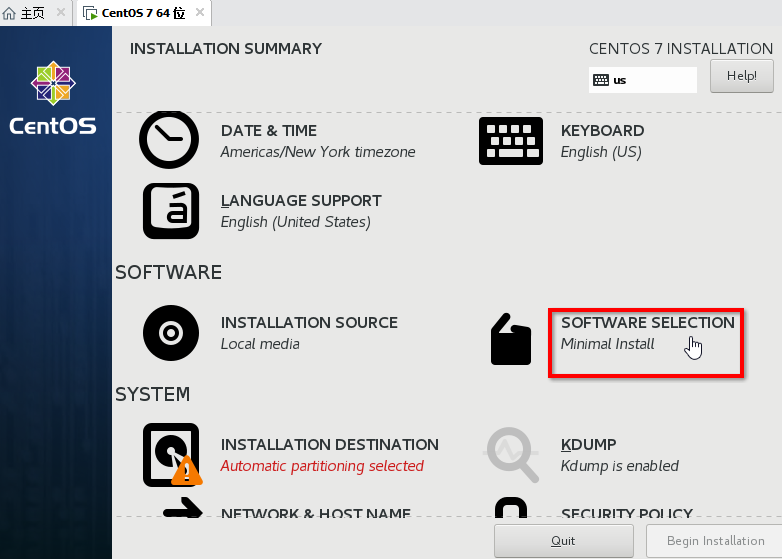 主页
CentOS 7 64 位
INSTALLATION SUMMARY
CENTOS 7 INSTALLATION
us
Help!
CentOS
DATE & TIME
Americas/New York timezone
KEYBOARD
English (US)
á
LANGUAGE SUPPORT
English (United States)
SOFTWARE
INSTALLATION SOURCE
Local media
SOFTWARE SELECTION
Minimal Install
SYSTEM
INSTALLATION DESTINATION
Automatic partitioning selected
KDUMP
Kdump is enabled
NETWORK & HOST NAME
SECURITY POLICY
Quit
Begin Installation